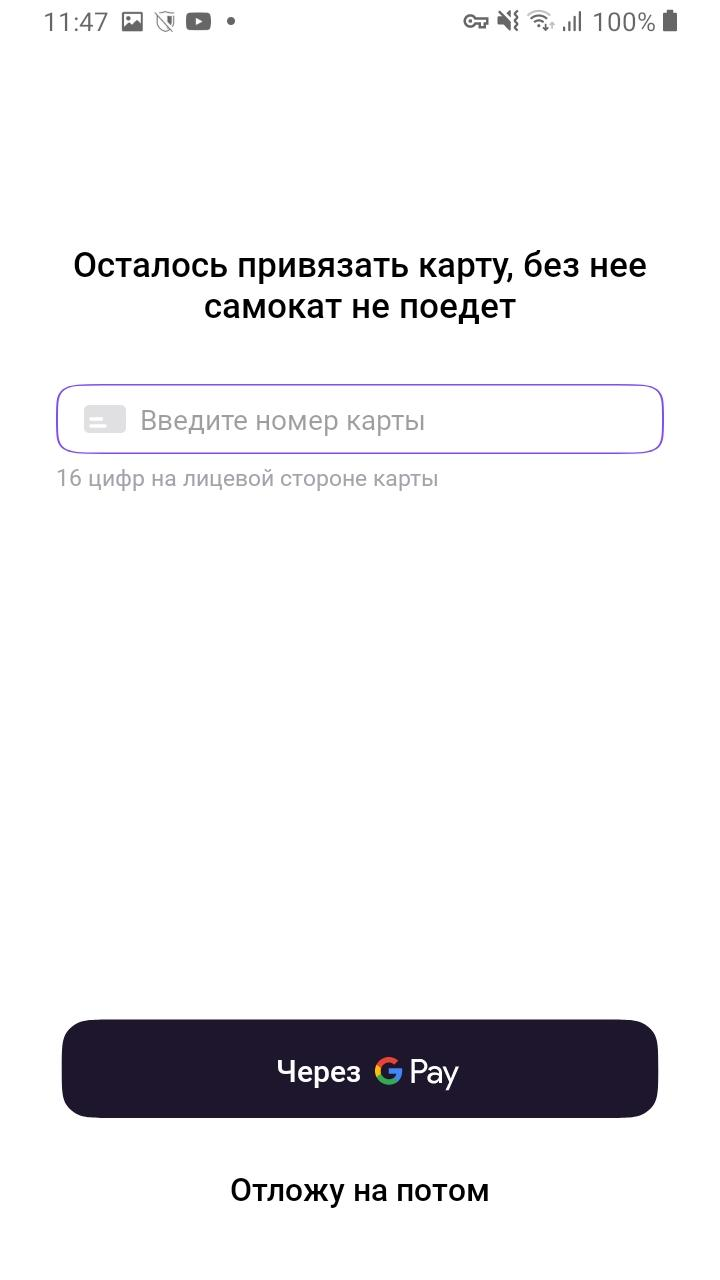 11:47 100%
Осталось привязать карту, без нее
самокат не поедет
Введите номер карты
16 цифр на лицевой стороне карты
Через G Pay
Отложу на потом